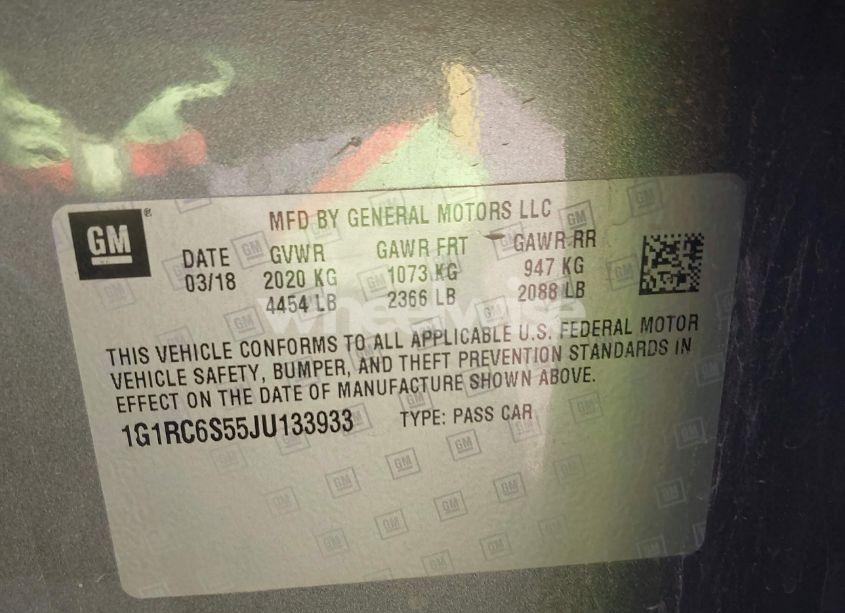 GM ®
MFD BY GENERAL MOTORS LLC
DATE GVWR GAWR FRT GAWR RR
03/18 2020 KG 1073 KG 947 KG
4454 LB 2366 LB 2088 LB
THIS VEHICLE CONFORMS TO ALL APPLICABLE U.S. FEDERAL MOTOR
VEHICLE SAFETY, BUMPER, AND THEFT PREVENTION STANDARDS IN
EFFECT ON THE DATE OF MANUFACTURE SHOWN ABOVE.
1G1RC6S55JU133933 TYPE: PASS CAR